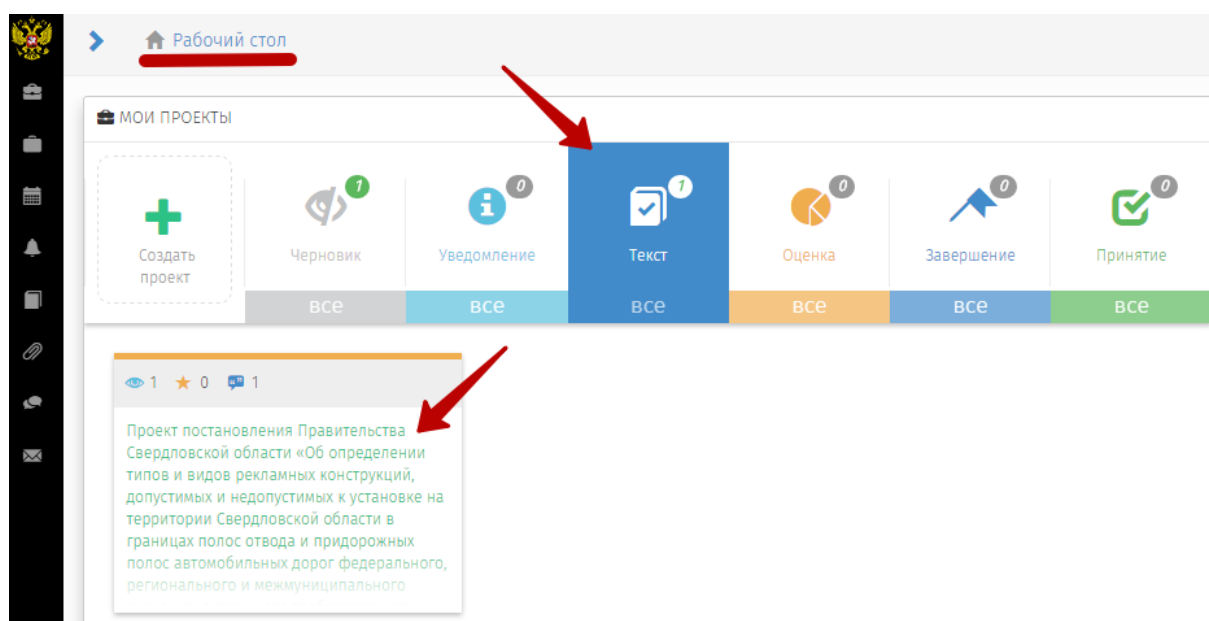 Рабочий стол
МОИ ПРОЕКТЫ
1
0
1
0
0
0
Создать
проект
Черновик
Уведомление
Текст
Оценка
Завершение
Принятие
все
все
все
все
все
все
1 0 1
Проект постановления Правительства
Свердловской области «Об определении
типов и видов рекламных конструкций,
допустимых и недопустимых к установке на
территории Свердловской области в
границах полос отвода и придорожных
полос автомобильных дорог федерального,
регионального и межмуниципального